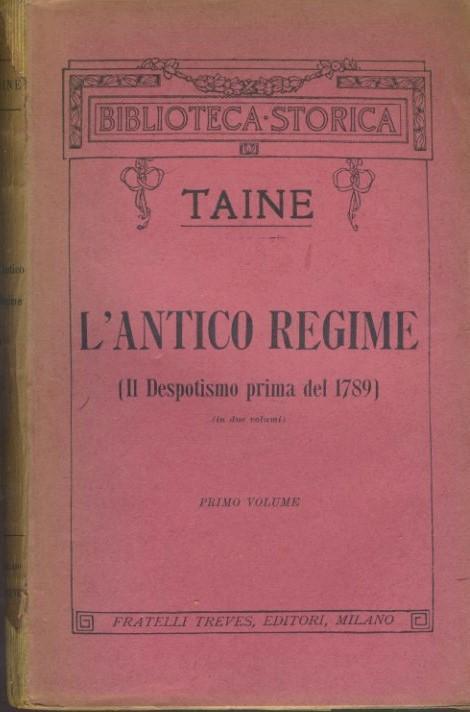 BIBLIOTECA·STORICA
TAINE
L'ANTICO REGIME
(Il Despotismo prima del 1789)
(in due volumi)
PRIMO VOLUME
FRATELLI TREVES, EDITORI, MILANO